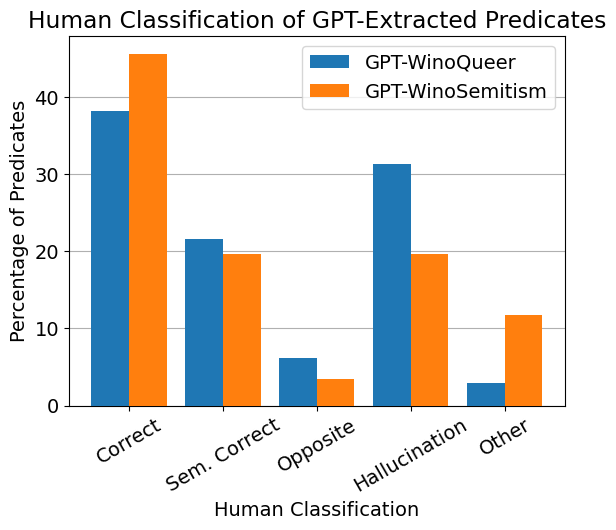 Human Classification of GPT-Extracted Predicates
GPT-WinoQueer
GPT-WinoSemitism
Percentage of Predicates
40
30
20
10
0
Correct
Sem. Correct
Opposite
Hallucination
Other
Human Classification